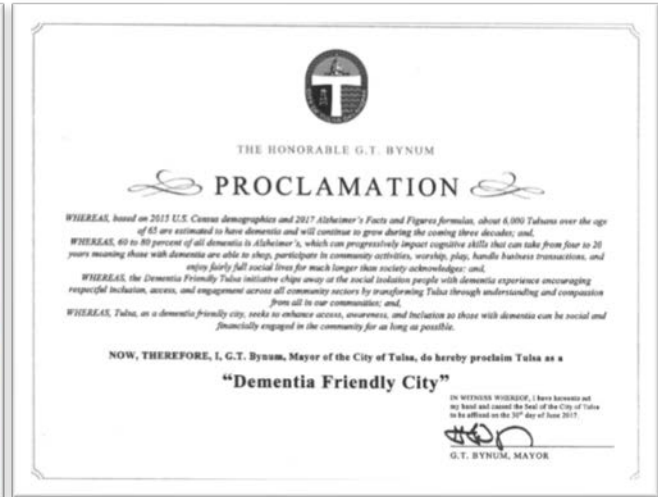 THE HONORABLE G.T. BYNUM
PROCLAMATION
WHEREAS, based on 2015 U.S. Census demographics and 2017 Alzheimer's Facts and Figures formulas, about 6,000 Tulsans over the age
of 65 are estimated to have dementia and will continue to grow during the coming three decades; and,
WHEREAS, 60 to 80 percent of all dementia is Alzheimer's, which can progressively impact cognitive skills that can take from four to 20
years meaning those with dementia are able to shop, participate in community activities, worship, play, handle business transactions, and
enjoy fairly full social lives for much longer than society acknowledges: and,
WHEREAS, the Dementia Friendly Tulsa initiative chips away at the social isolation people with dementia experience encouraging
respectful inclusion, access, and engagement across all community sectors by transforming Tulsa through understanding and compassion
from all in our communities; and,
WHEREAS, Tulsa, as a dementia friendly city, seeks to enhance access, awareness, and inclusion so those with dementia can be social and
financially engaged in the community for as long as possible.
NOW, THEREFORE, I, G.T. Bynum, Mayor of the City of Tulsa, do hereby proclaim Tulsa as a
“Dementia Friendly City”
IN WITNESS WHEREOF, I have hereunto set
my hand and caused the Seal of the City of Tulsa
to be affixed on the 30th day of June 2017.
G.T. BYNUM, MAYOR